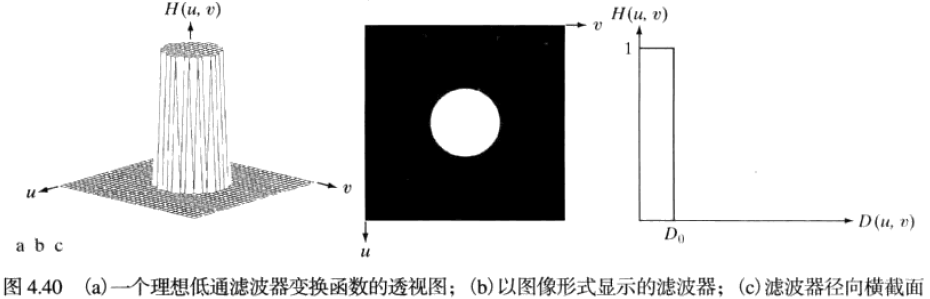 H(u, v)
u
v
a b c
v
u
H(u, v)
1
D₀
D(u, v)
图 4.40 (a)一个理想低通滤波器变换函数的透视图；(b)以图像形式显示的滤波器；(c)滤波器径向横截面